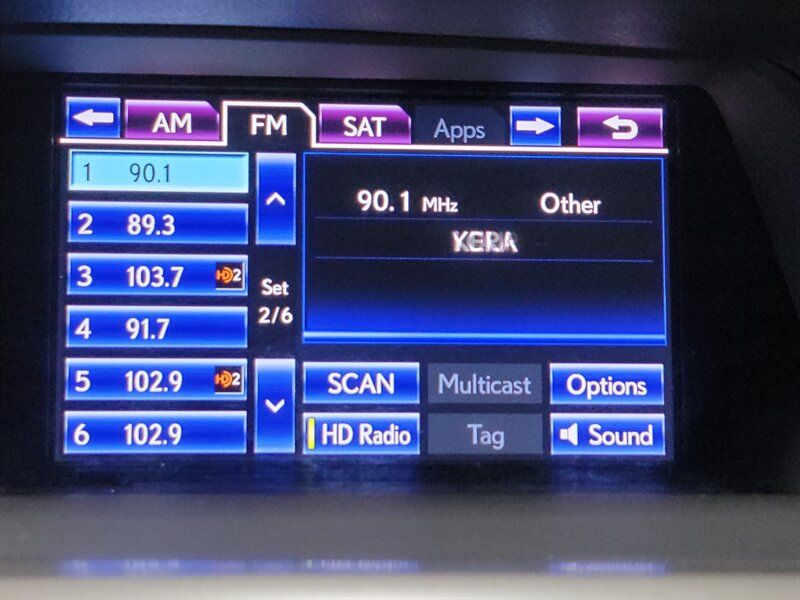 AM FM SAT Apps
1 90.1
2 89.3
3 103.7 HD2
4 91.7
5 102.9 HD2
6 102.9
Set
2/6
90.1 MHz Other
KERA
SCAN Multicast Options
HD Radio Tag Sound